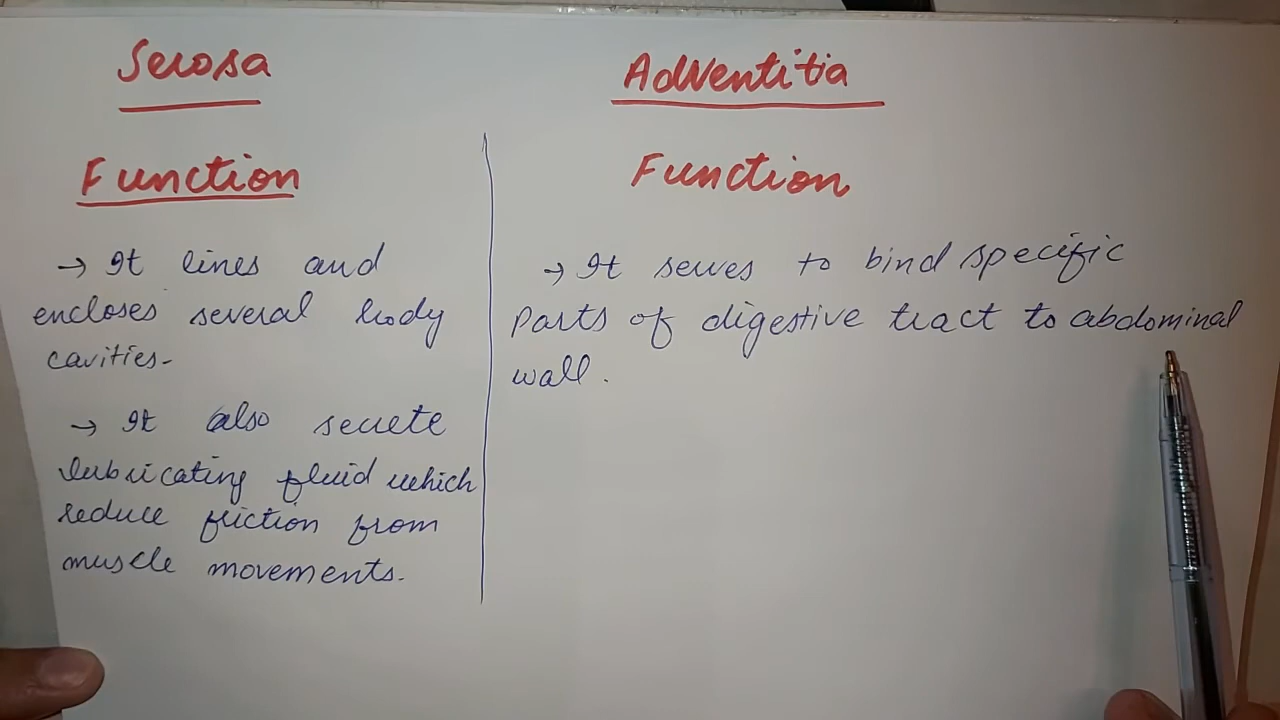 Serosa
Function
→ It lines and
encloses several body
cavities.
→ It also secrete
lubricating fluid which
reduce friction from
muscle movements.
Adventitia
Function
→ It serves to bind specific
parts of digestive tract to abdominal
wall.